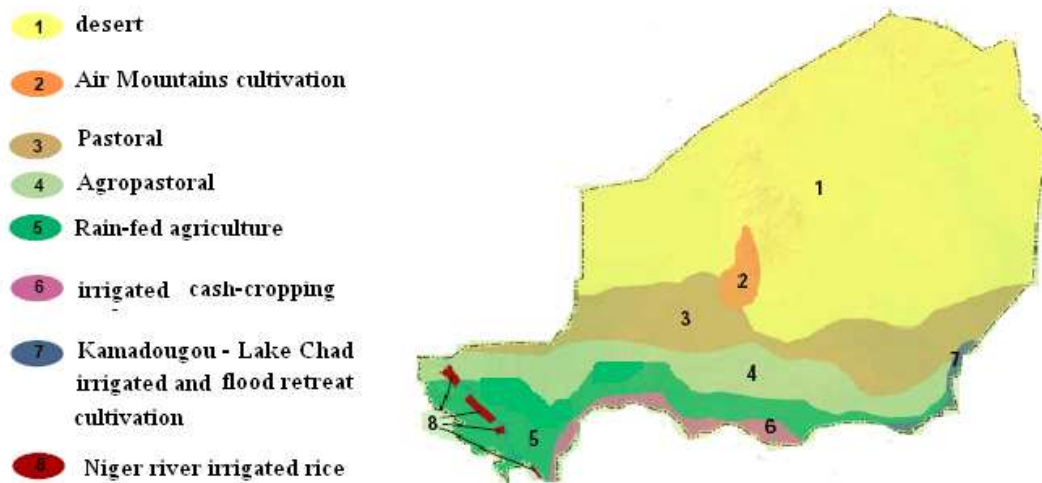 1 desert
2 Air Mountains cultivation
3 Pastoral
4 Agropastoral
5 Rain-fed agriculture
6 irrigated cash-cropping
7 Kamadougou - Lake Chad
irrigated and flood retreat
cultivation
8 Niger river irrigated rice
1
2
3
4
7
8
5
6